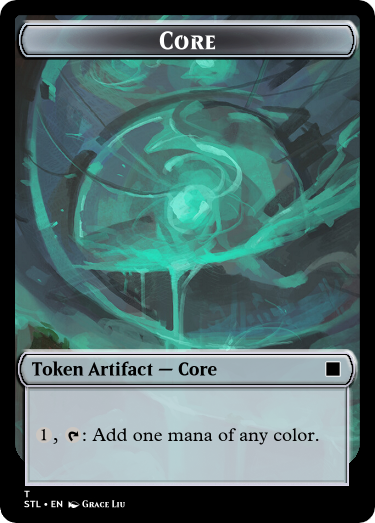 Core
Token Artifact — Core
1, : Add one mana of any color.
T
STL • EN Grace Liu